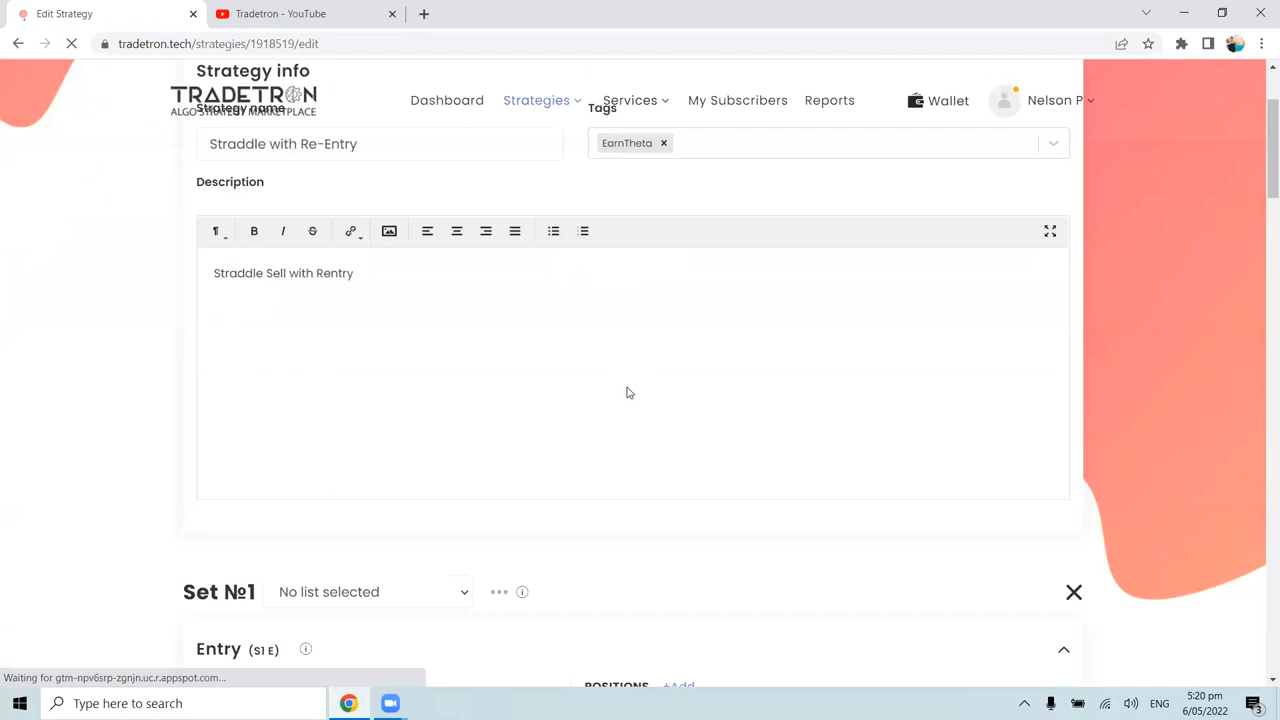 Edit Strategy
Tradetron - YouTube
tradetron.tech/strategies/1918519/edit
Strategy info
TRADETRON
ALGO STRATEGY MARKETPLACE
Dashboard
Strategies
Services
My Subscribers
Reports
Wallet
Nelson P
Strategy name
Tags
Straddle with Re-Entry
EarnTheta
Description
Straddle Sell with Rentry
Set №1
No list selected
Entry (S1 E)
POSITIONS +Add
Waiting for gtm-npv6srp-zgnjn.uc.r.appspot.com...
Type here to search
ENG
5:20 pm
6/05/2022
3